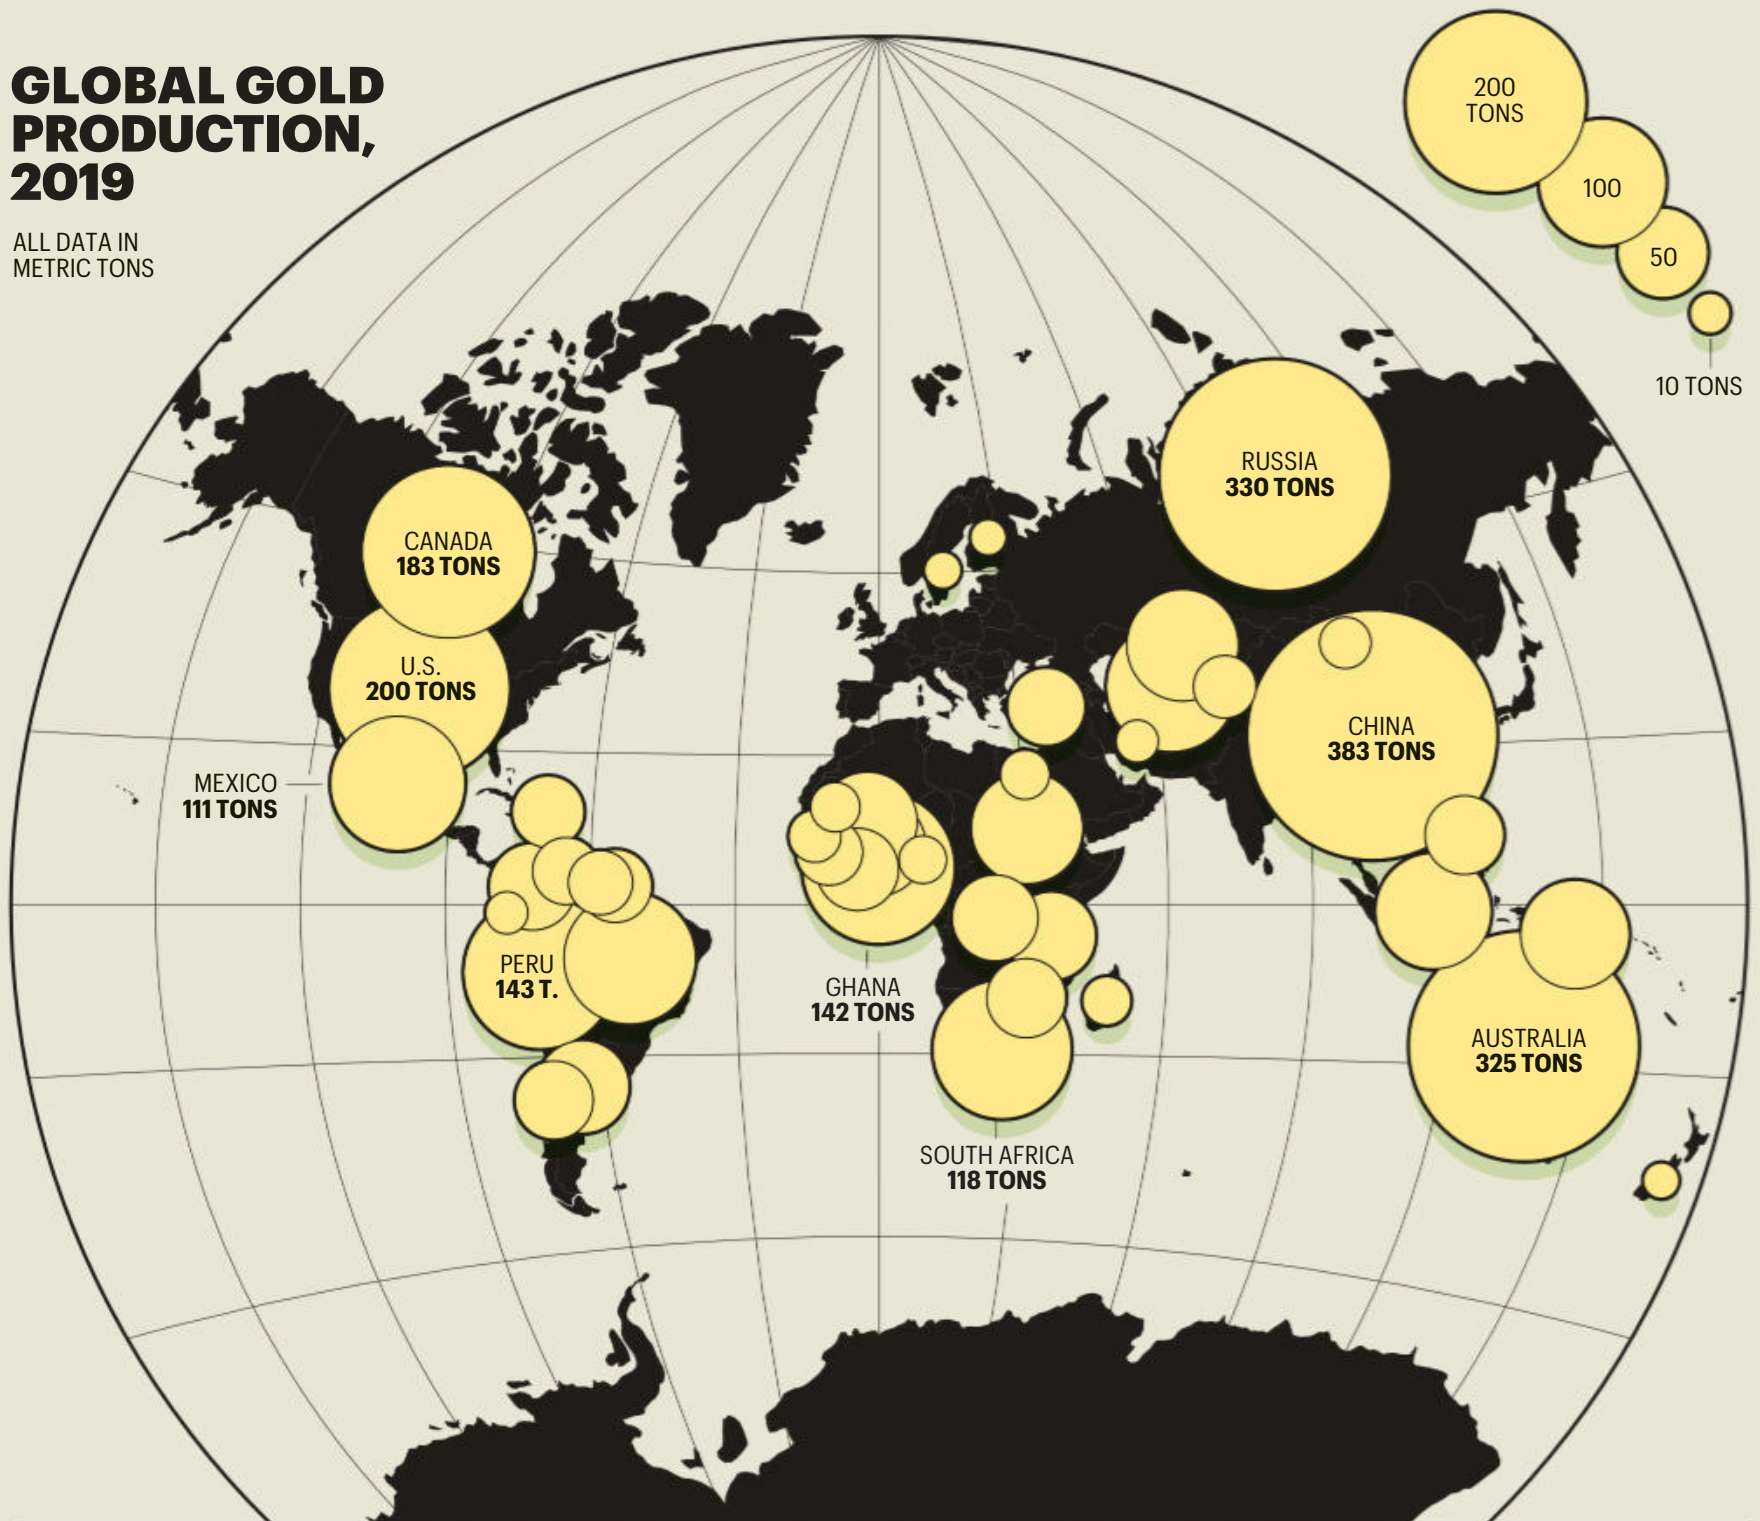 GLOBAL GOLD
PRODUCTION,
2019
ALL DATA IN
METRIC TONS
200
TONS
100
50
10 TONS
RUSSIA
330 TONS
CANADA
183 TONS
U.S.
200 TONS
CHINA
383 TONS
MEXICO
111 TONS
PERU
143 T.
GHANA
142 TONS
AUSTRALIA
325 TONS
SOUTH AFRICA
118 TONS